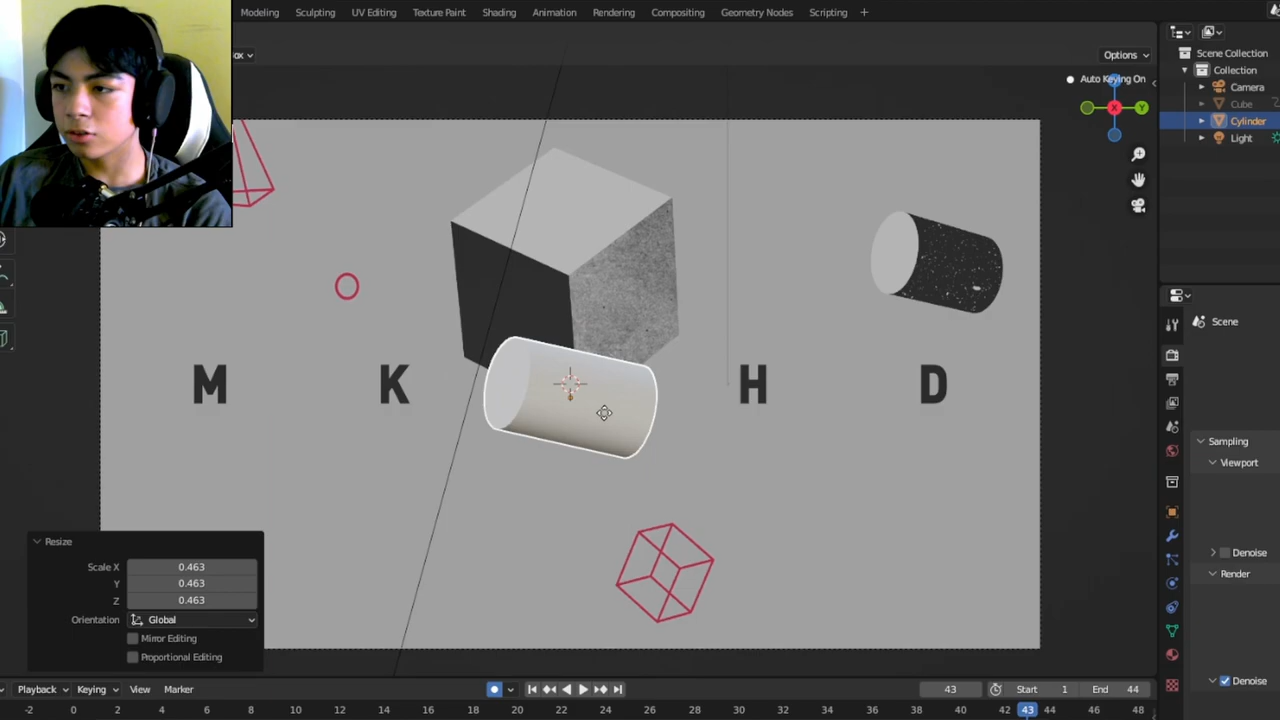 Modeling Sculpting UV Editing Texture Paint Shading Animation Rendering Compositing Geometry Nodes Scripting +
Options
Auto Keying On
X
Y
Scene Collection
Collection
Camera
Cube
Cylinder
Light
M K H D
Scene
Sampling
Viewport
Denoise
Render
Denoise
Resize
Scale X 0.463
Y 0.463
Z 0.463
Orientation Global
Mirror Editing
Proportional Editing
Playback Keying View Marker 43 Start 1 End 44
-2 0 2 4 6 8 10 12 14 16 18 20 22 24 26 28 30 32 34 36 38 40 42 43 44 46 48